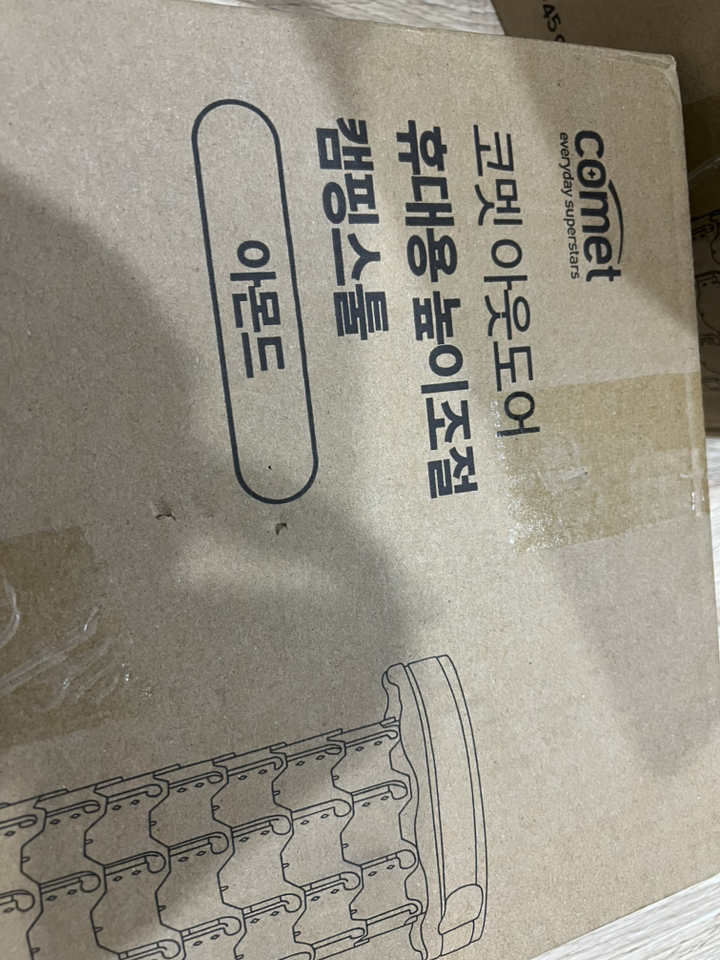 comet
everyday superstars
코멧 아웃도어
휴대용 높이조절
캠핑스툴
아몬드